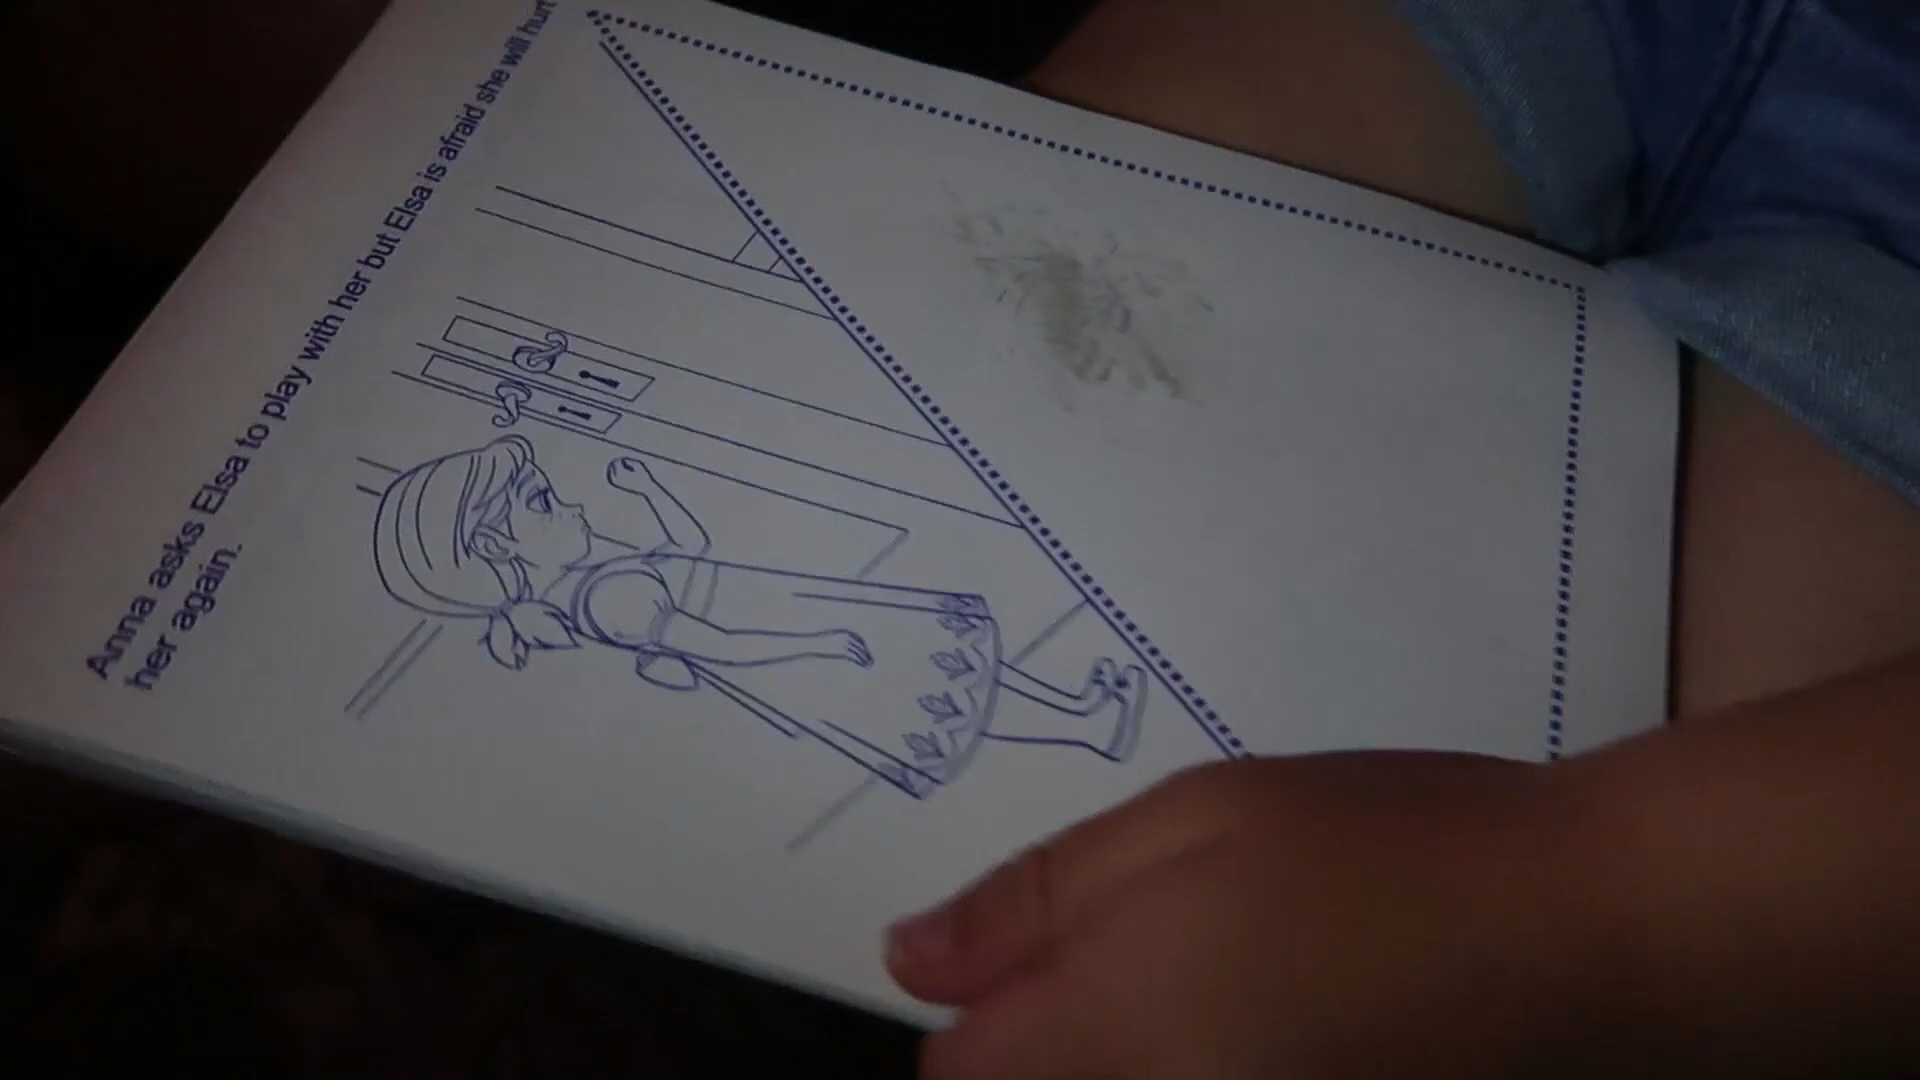 Anna asks Elsa to play with her but Elsa is afraid she will hurt
her again.